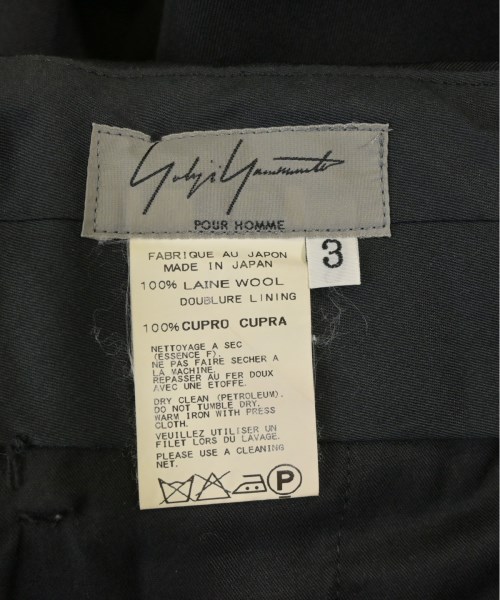 Yohji Yamamoto
POUR HOMME
3
FABRIQUE AU JAPON
MADE IN JAPAN
100% LAINE WOOL
DOUBLURE LINING
100% CUPRO CUPRA
NETTOYAGE A SEC
(ESSENCE F).
NE PAS FAIRE SECHER A
LA MACHINE.
REPASSER AU FER DOUX
AVEC UNE ETOFFE.
DRY CLEAN (PETROLEUM).
DO NOT TUMBLE DRY.
WARM IRON WITH PRESS
CLOTH.
VEUILLEZ UTILISER UN
FILET LORS DU LAVAGE.
PLEASE USE A CLEANING
NET.
P